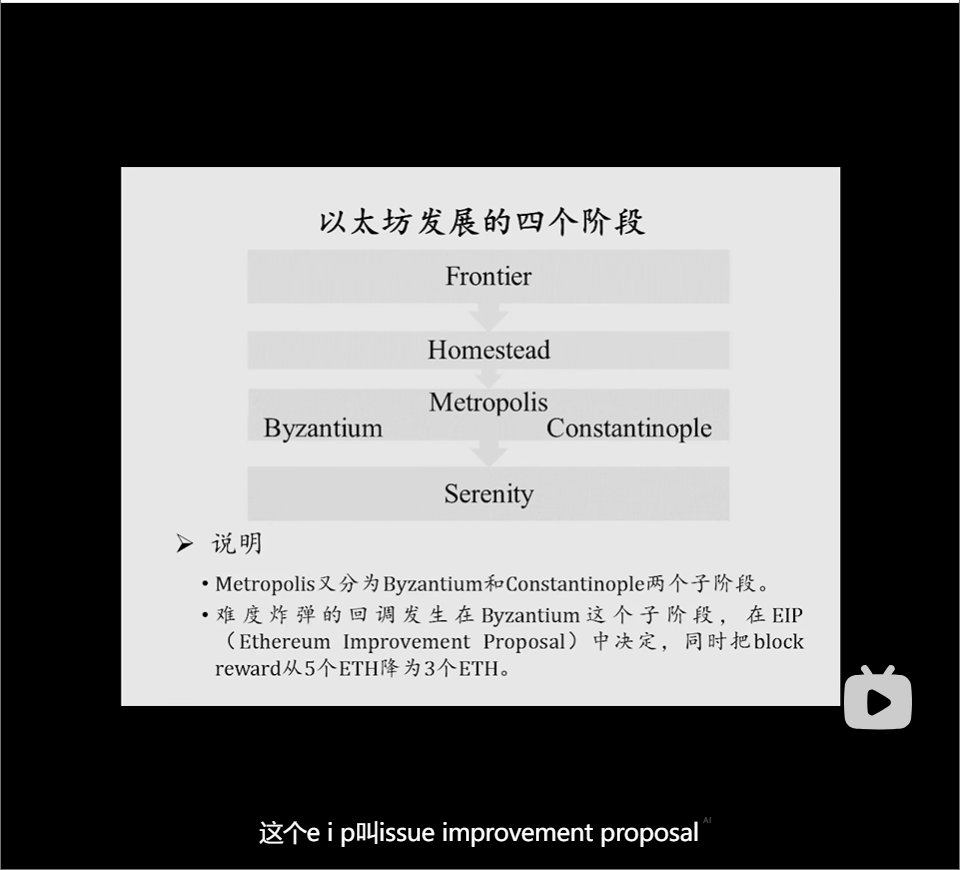 以太坊发展的四个阶段
Frontier
Homestead
Metropolis
Byzantium Constantinople
Serenity
➢ 说明
• Metropolis又分为Byzantium和Constantinople两个子阶段。
• 难度炸弹的回调发生在Byzantium这个子阶段，在EIP
（Ethereum Improvement Proposal）中决定，同时把block
reward从5个ETH降为3个ETH。
这个e i p叫issue improvement proposal AI